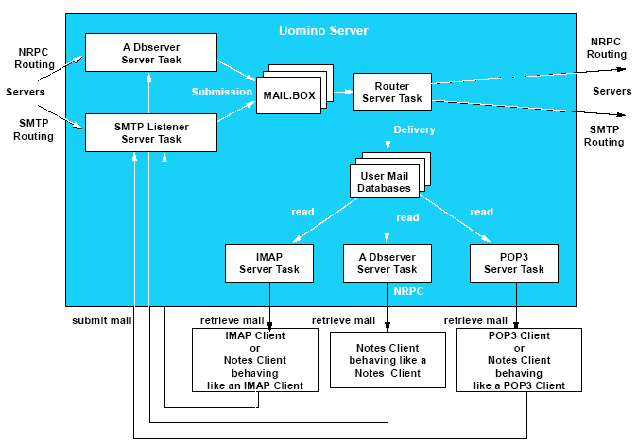 Domino Server
NRPC
Routing
Servers
SMTP
Routing
A Dbserver
Server Task
SMTP Listener
Server Task
Submission
MAIL.BOX
Router
Server Task
NRPC
Routing
Servers
SMTP
Routing
Delivery
User Mail
Databases
read
read
read
IMAP
Server Task
A Dbserver
Server Task
POP3
Server Task
NRPC
submit mail
retrieve mail
retrieve mail
retrieve mail
IMAP Client
or
Notes Client
behaving
like an IMAP Client
Notes Client
behaving like a
Notes Client
POP3 Client
or
Notes Client
behaving
like a POP3 Client